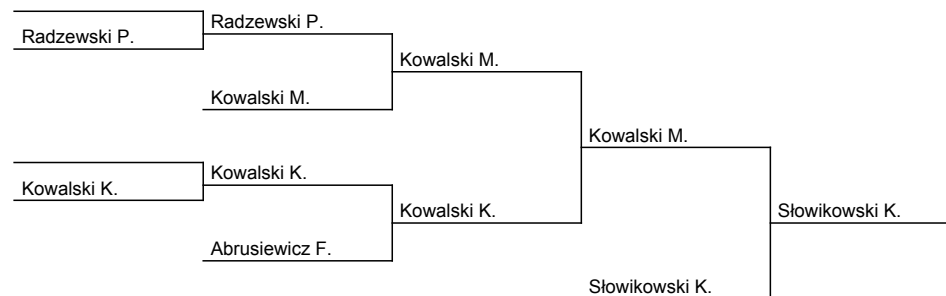 Radzewski P.
Radzewski P.
Kowalski M.
Kowalski M.
Kowalski M.
Kowalski K.
Kowalski K.
Kowalski K.
Słowikowski K.
Abrusiewicz F.
Słowikowski K.